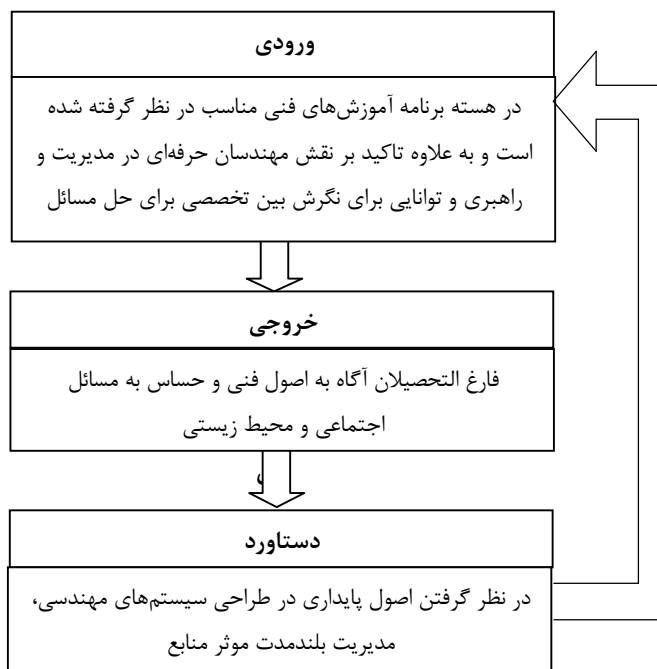 ورودی
در هسته برنامه آموزش‌های فنی مناسب در نظر گرفته شده
است و به علاوه تاکید بر نقش مهندسان حرفه‌ای در مدیریت و
راهبری و توانایی برای نگرش بین تخصصی برای حل مسائل
خروجی
فارغ التحصیلان آگاه به اصول فنی و حساس به مسائل
اجتماعی و محیط زیستی
دستاورد
در نظر گرفتن اصول پایداری در طراحی سیستم‌های مهندسی،
مدیریت بلندمدت موثر منابع